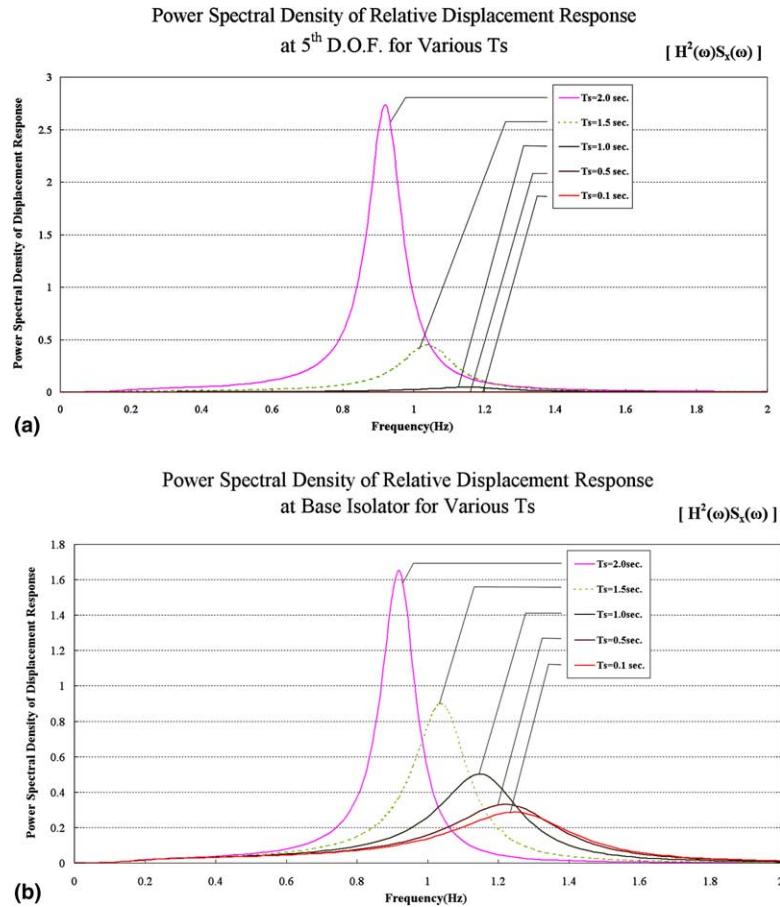 Power Spectral Density of Relative Displacement Response
at 5th D.O.F. for Various Ts
[ H²(ω)Sx(ω) ]
Power Spectral Density of Displacement Response
3
2.5
2
1.5
1
0.5
0
Ts=2.0 sec.
Ts=1.5 sec.
Ts=1.0 sec.
Ts=0.5 sec.
Ts=0.1 sec.
0 0.2 0.4 0.6 0.8 1 1.2 1.4 1.6 1.8 2
Frequency(Hz)
(a)
Power Spectral Density of Relative Displacement Response
at Base Isolator for Various Ts
[ H²(ω)Sx(ω) ]
Power Spectral Density of Displacement Response
1.8
1.6
1.4
1.2
1
0.8
0.6
0.4
0.2
0
Ts=2.0sec.
Ts=1.5sec.
Ts=1.0sec.
Ts=0.5sec.
Ts=0.1 sec.
0 0.2 0.4 0.6 0.8 1 1.2 1.4 1.6 1.8 2
Frequency(Hz)
(b)